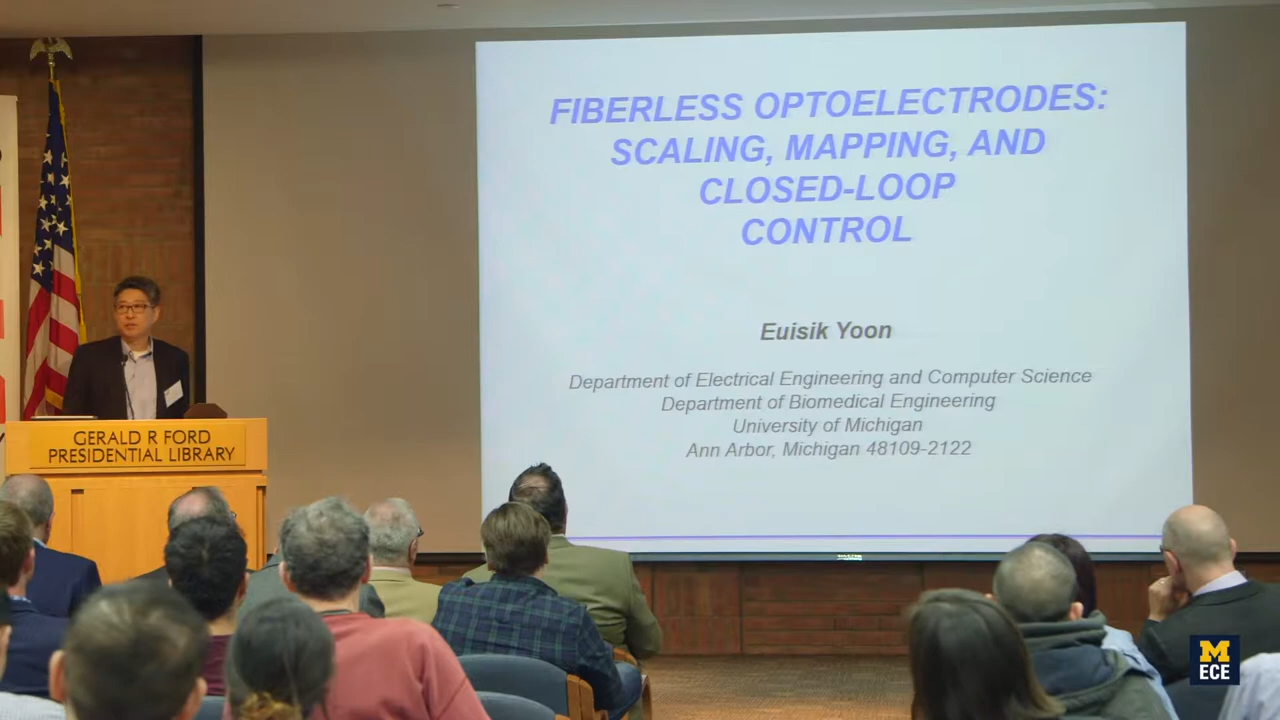 FIBERLESS OPTOELECTRODES:
SCALING, MAPPING, AND
CLOSED-LOOP
CONTROL
Euisik Yoon
Department of Electrical Engineering and Computer Science
Department of Biomedical Engineering
University of Michigan
Ann Arbor, Michigan 48109-2122
GERALD R FORD
PRESIDENTIAL LIBRARY
M
ECE